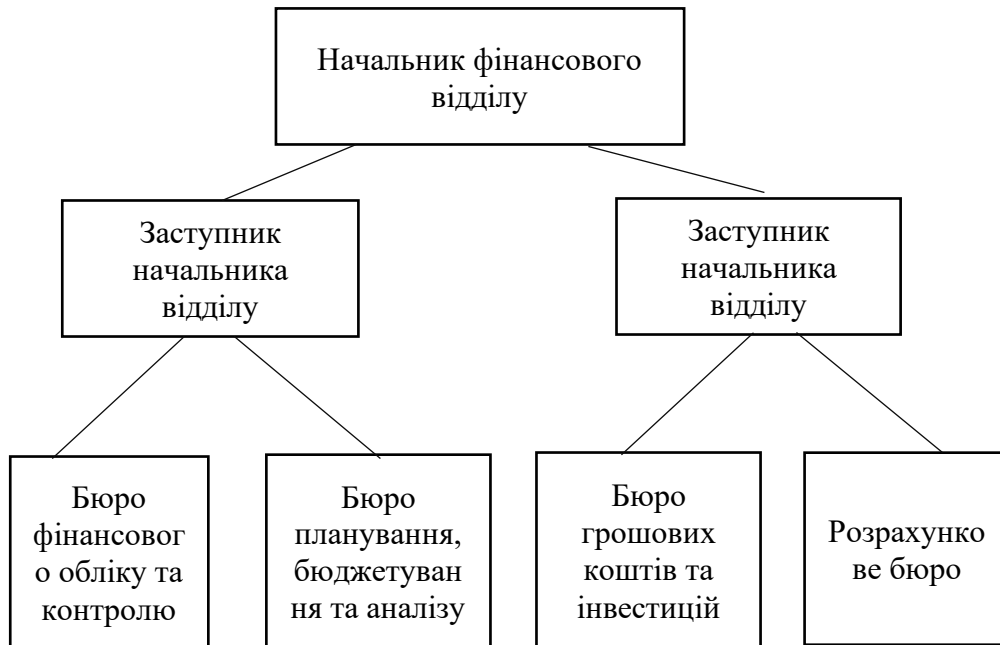 Начальник фінансового
відділу
Заступник
начальника
відділу
Заступник
начальника
відділу
Бюро
фінансовог
о обліку та
контролю
Бюро
планування,
бюджетуван
ня та аналізу
Бюро
грошових
коштів та
інвестицій
Розрахунко
ве бюро